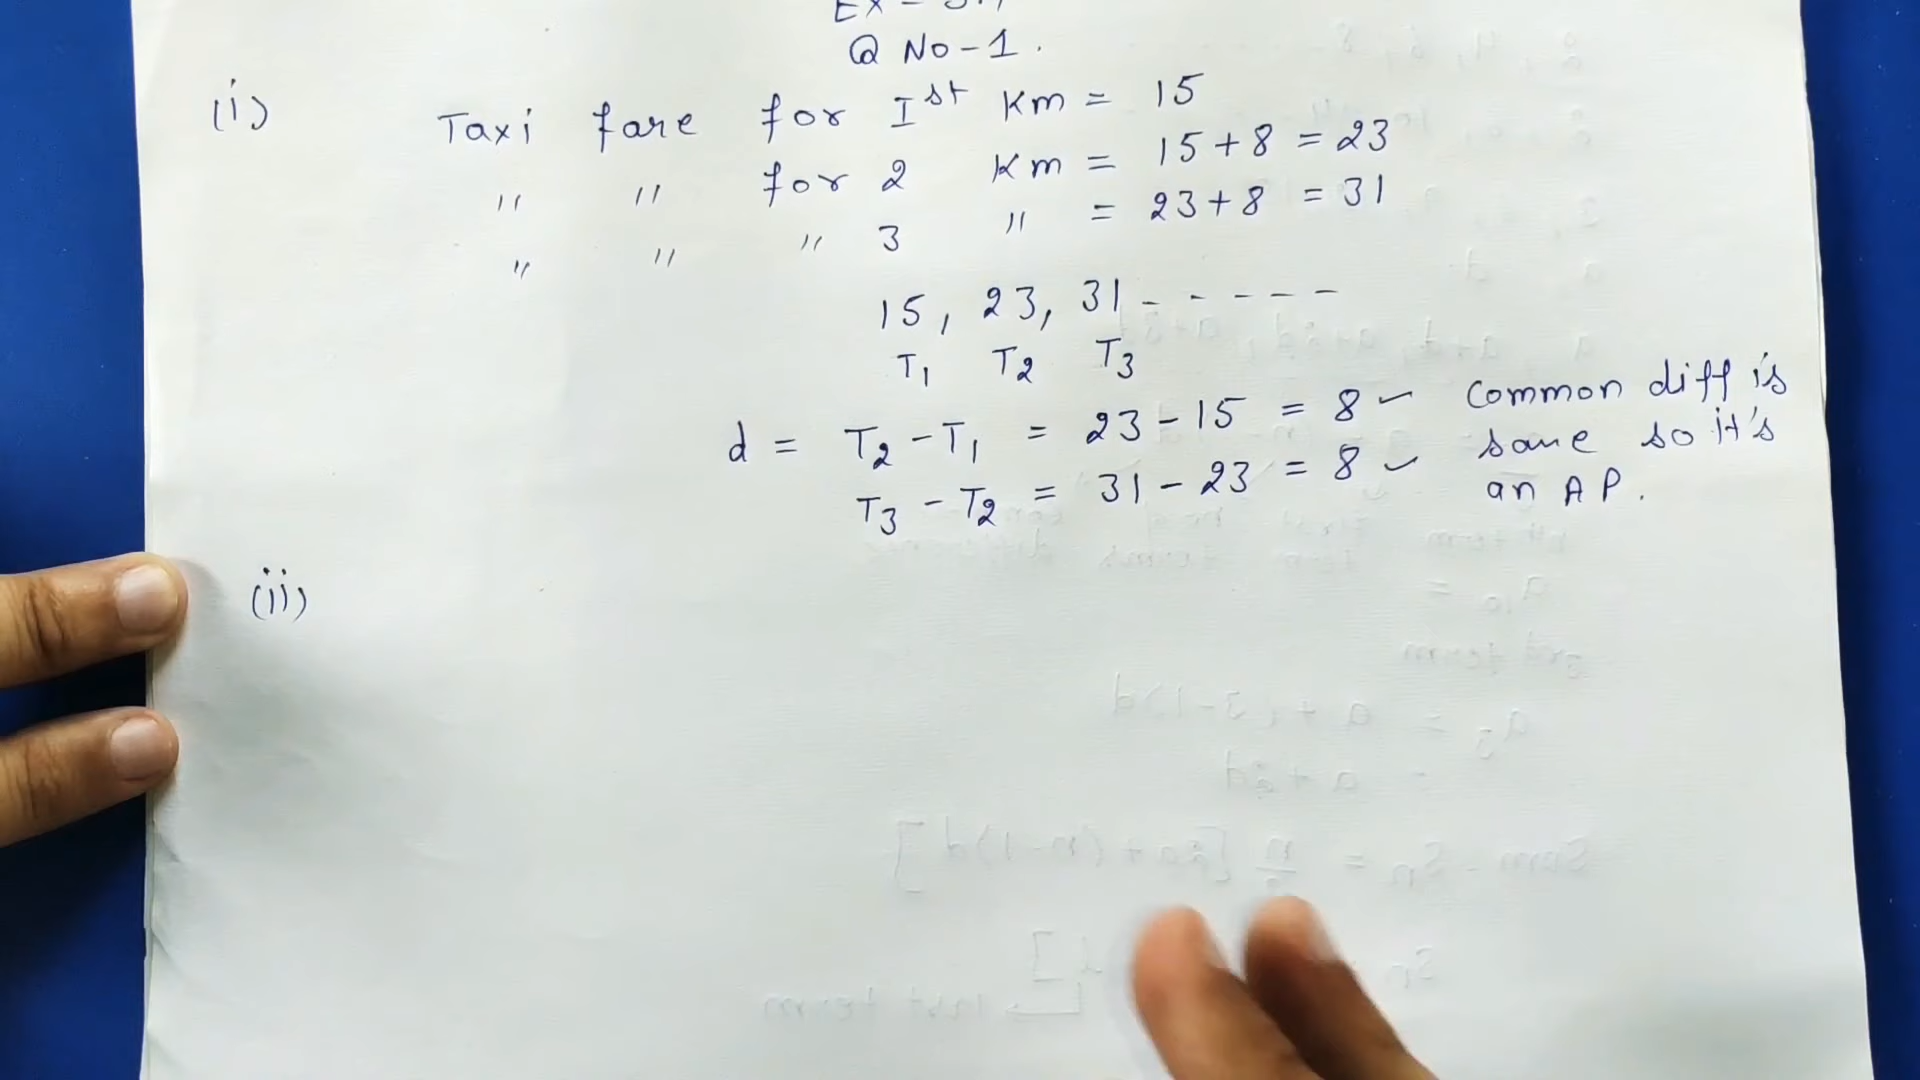 @ No-1.
(i) Taxi fare for Ist Km = 15
" " for 2 Km = 15+8 = 23
" " " 3 " = 23+8 = 31
15, 23, 31 - - - - -
T1 T2 T3
d = T2 - T1 = 23 - 15 = 8 ✓ Common diff is
T3 - T2 = 31 - 23 = 8 ✓ same so it's
an AP.
(ii)